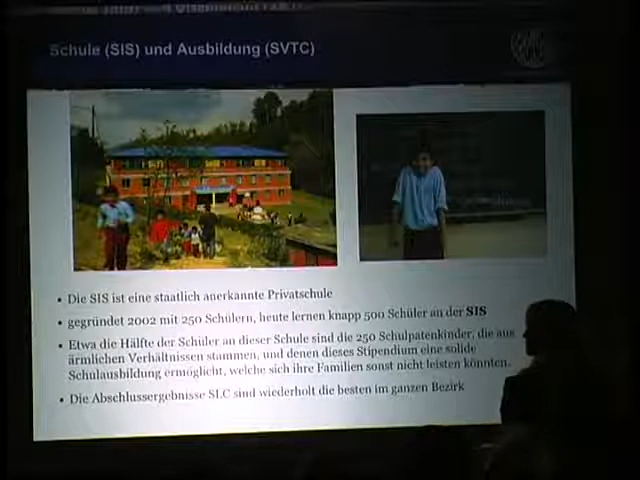 Schule (SIS) und Ausbildung (SVTC)
• Die SIS ist eine staatlich anerkannte Privatschule
• gegründet 2002 mit 250 Schülern, heute lernen knapp 500 Schüler an der SIS
• Etwa die Hälfte der Schüler an dieser Schule sind die 250 Schulpatenkinder, die aus
ärmlichen Verhältnissen stammen, und denen dieses Stipendium eine solide
Schulausbildung ermöglicht, welche sich ihre Familien sonst nicht leisten könnten.
• Die Abschlussergebnisse SLC sind wiederholt die besten im ganzen Bezirk